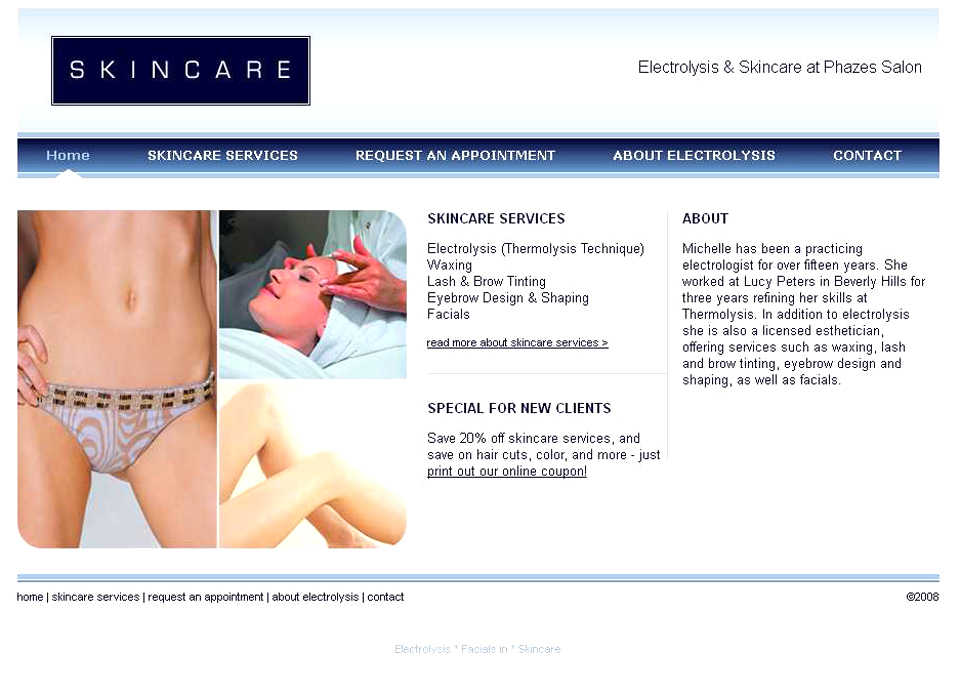 SKINCARE
Electrolysis & Skincare at Phazes Salon
Home SKINCARE SERVICES REQUEST AN APPOINTMENT ABOUT ELECTROLYSIS CONTACT
SKINCARE SERVICES
Electrolysis (Thermolysis Technique)
Waxing
Lash & Brow Tinting
Eyebrow Design & Shaping
Facials
read more about skincare services >
SPECIAL FOR NEW CLIENTS
Save 20% off skincare services, and
save on hair cuts, color, and more - just
print out our online coupon!
ABOUT
Michelle has been a practicing
electrologist for over fifteen years. She
worked at Lucy Peters in Beverly Hills for
three years refining her skills at
Thermolysis. In addition to electrolysis
she is also a licensed esthetician,
offering services such as waxing, lash
and brow tinting, eyebrow design and
shaping, as well as facials.
home | skincare services | request an appointment | about electrolysis | contact
©2008
Electrolysis * Facials in * Skincare